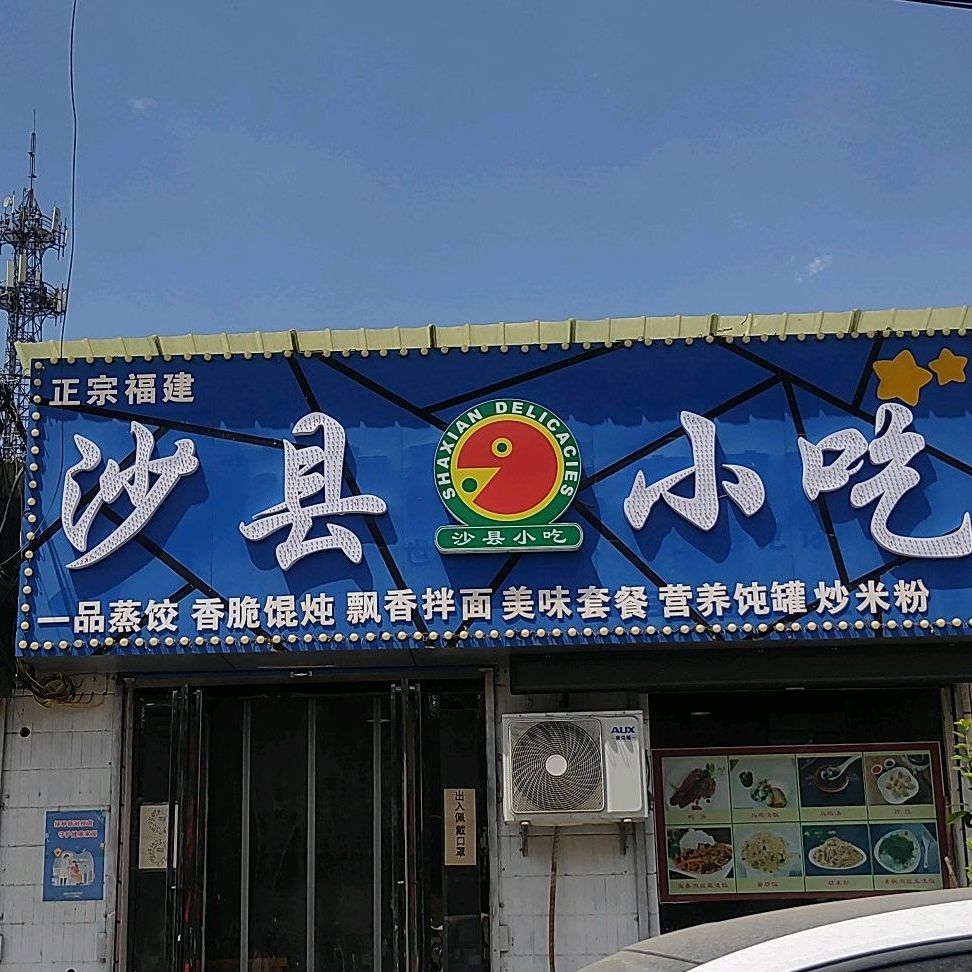 正宗福建
沙县小吃
SHAXIAN DELICACIES
沙县小吃
一品蒸饺 香脆馄炖 飘香拌面 美味套餐 营养炖罐 炒米粉
AUX
出入佩戴口罩